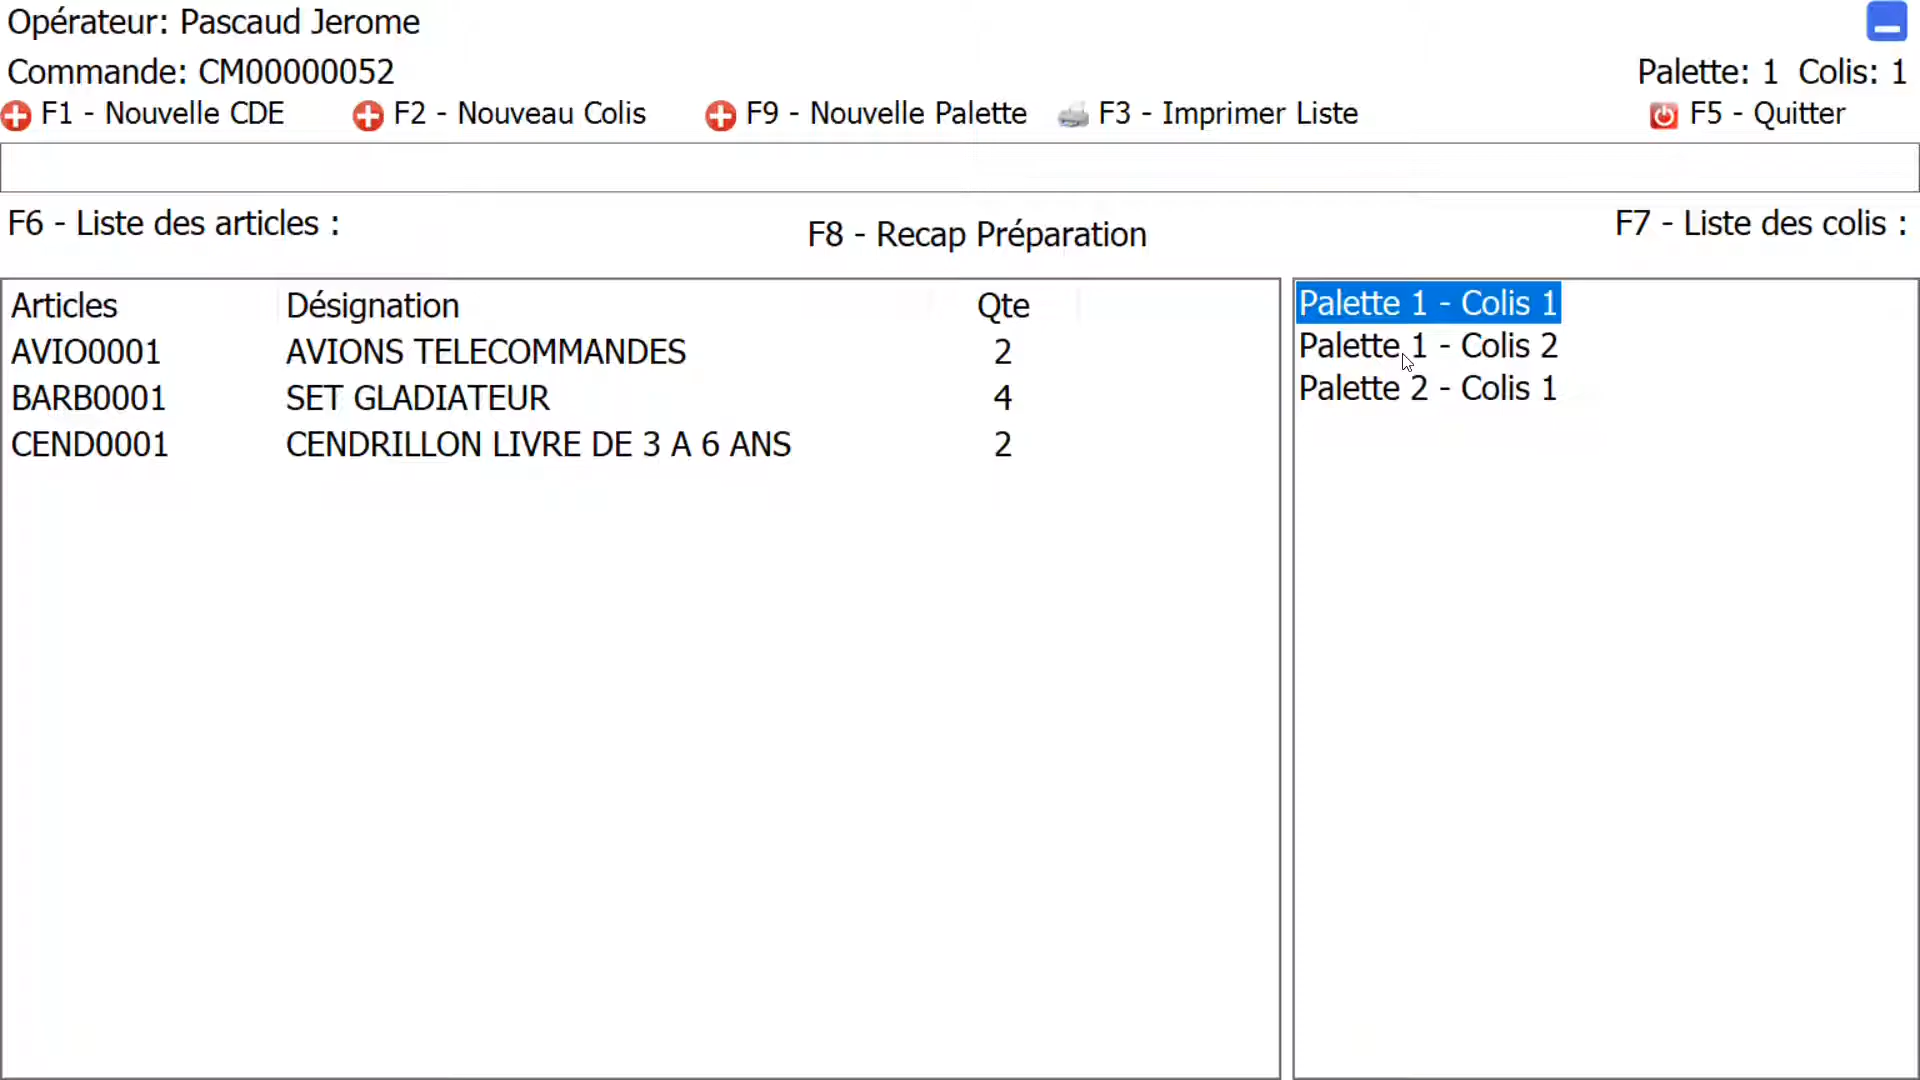 Opérateur: Pascaud Jerome
Commande: CM00000052
Palette: 1 Colis: 1
F1 - Nouvelle CDE
F2 - Nouveau Colis
F9 - Nouvelle Palette
F3 - Imprimer Liste
F5 - Quitter
F6 - Liste des articles :
F8 - Recap Préparation
F7 - Liste des colis :
Articles Désignation Qte
AVIO0001 AVIONS TELECOMMANDES 2
BARB0001 SET GLADIATEUR 4
CEND0001 CENDRILLON LIVRE DE 3 A 6 ANS 2
Palette 1 - Colis 1
Palette 1 - Colis 2
Palette 2 - Colis 1